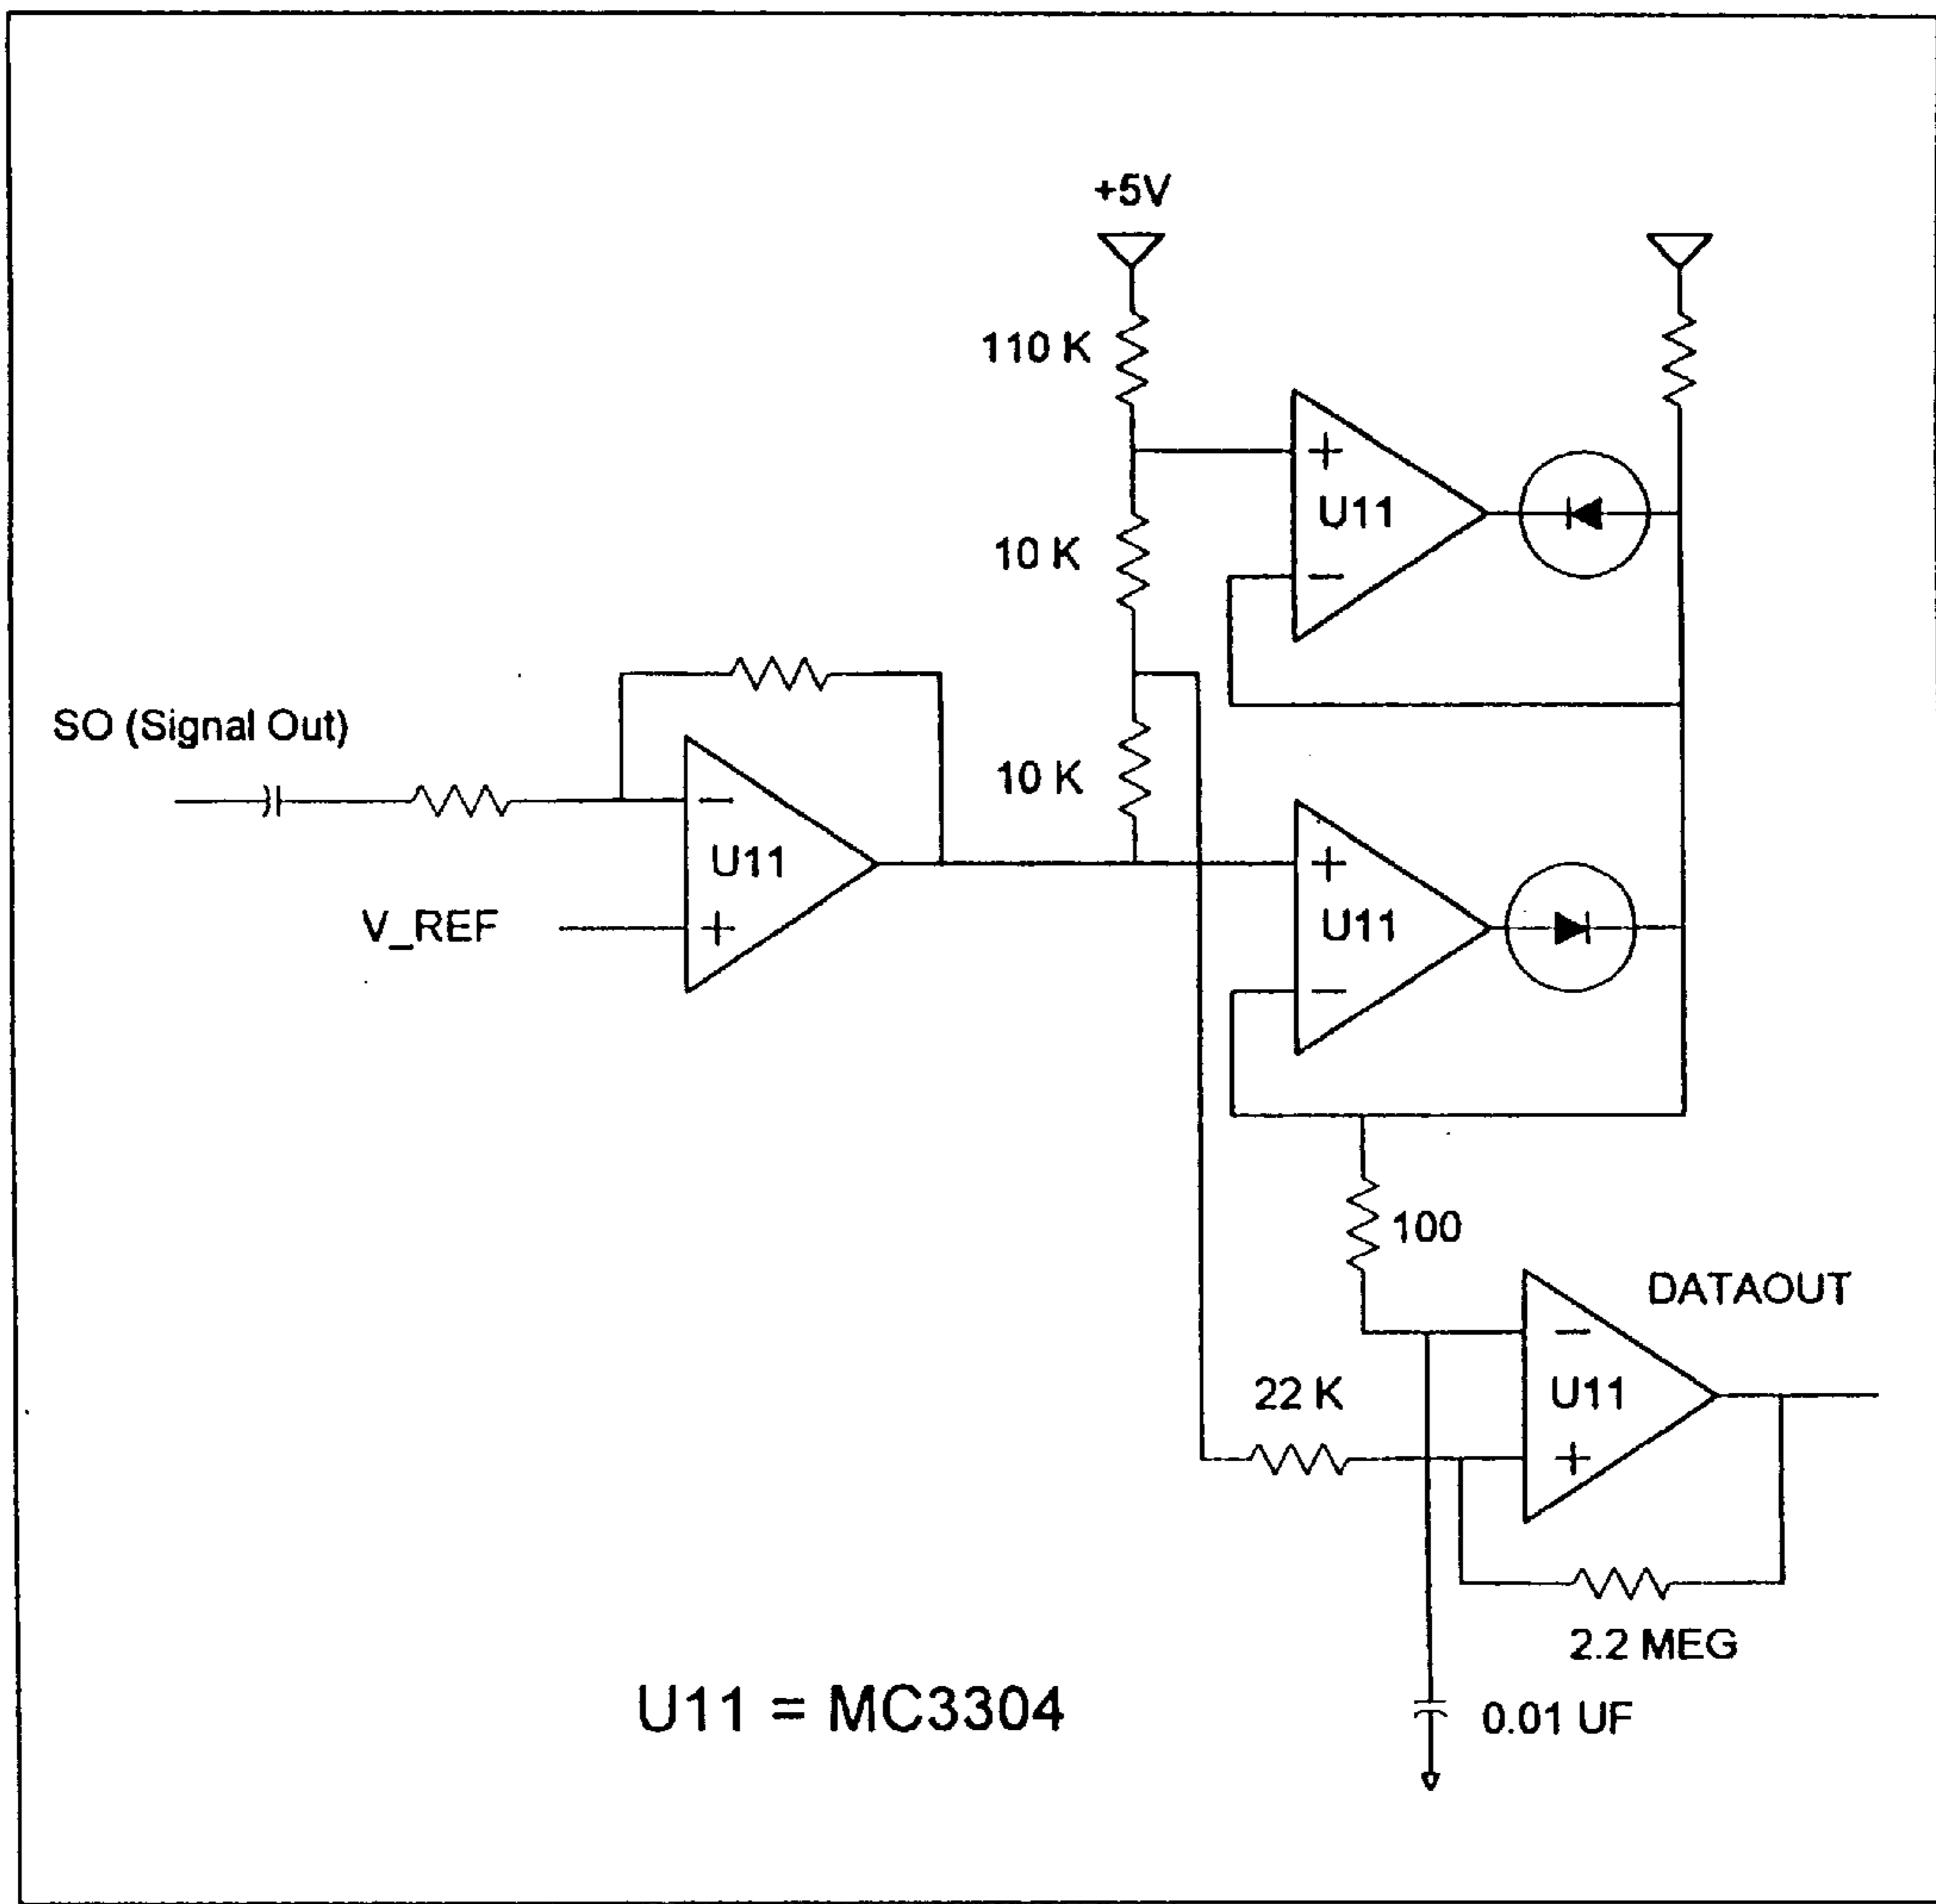 +5V
110 K
+
U11
−
10 K
SO (Signal Out)
10 K
−
U11
+
V_REF
+
U11
−
100
DATAOUT
−
U11
+
22 K
2.2 MEG
0.01 UF
U11 = MC3304